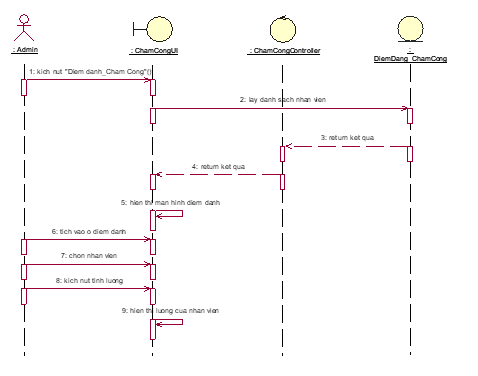 : Admin
: ChamCongUI
: ChamCongController
:
DiemDang_ChamCong
1: kich nut "Diem danh_Cham Cong"()
2: lay danh sach nhan vien
3: return ket qua
4: return ket qua
5: hien thi man hinh diem danh
6: tich vao o diem danh
7: chon nhan vien
8: kich nut tinh luong
9: hien thi luong cua nhan vien